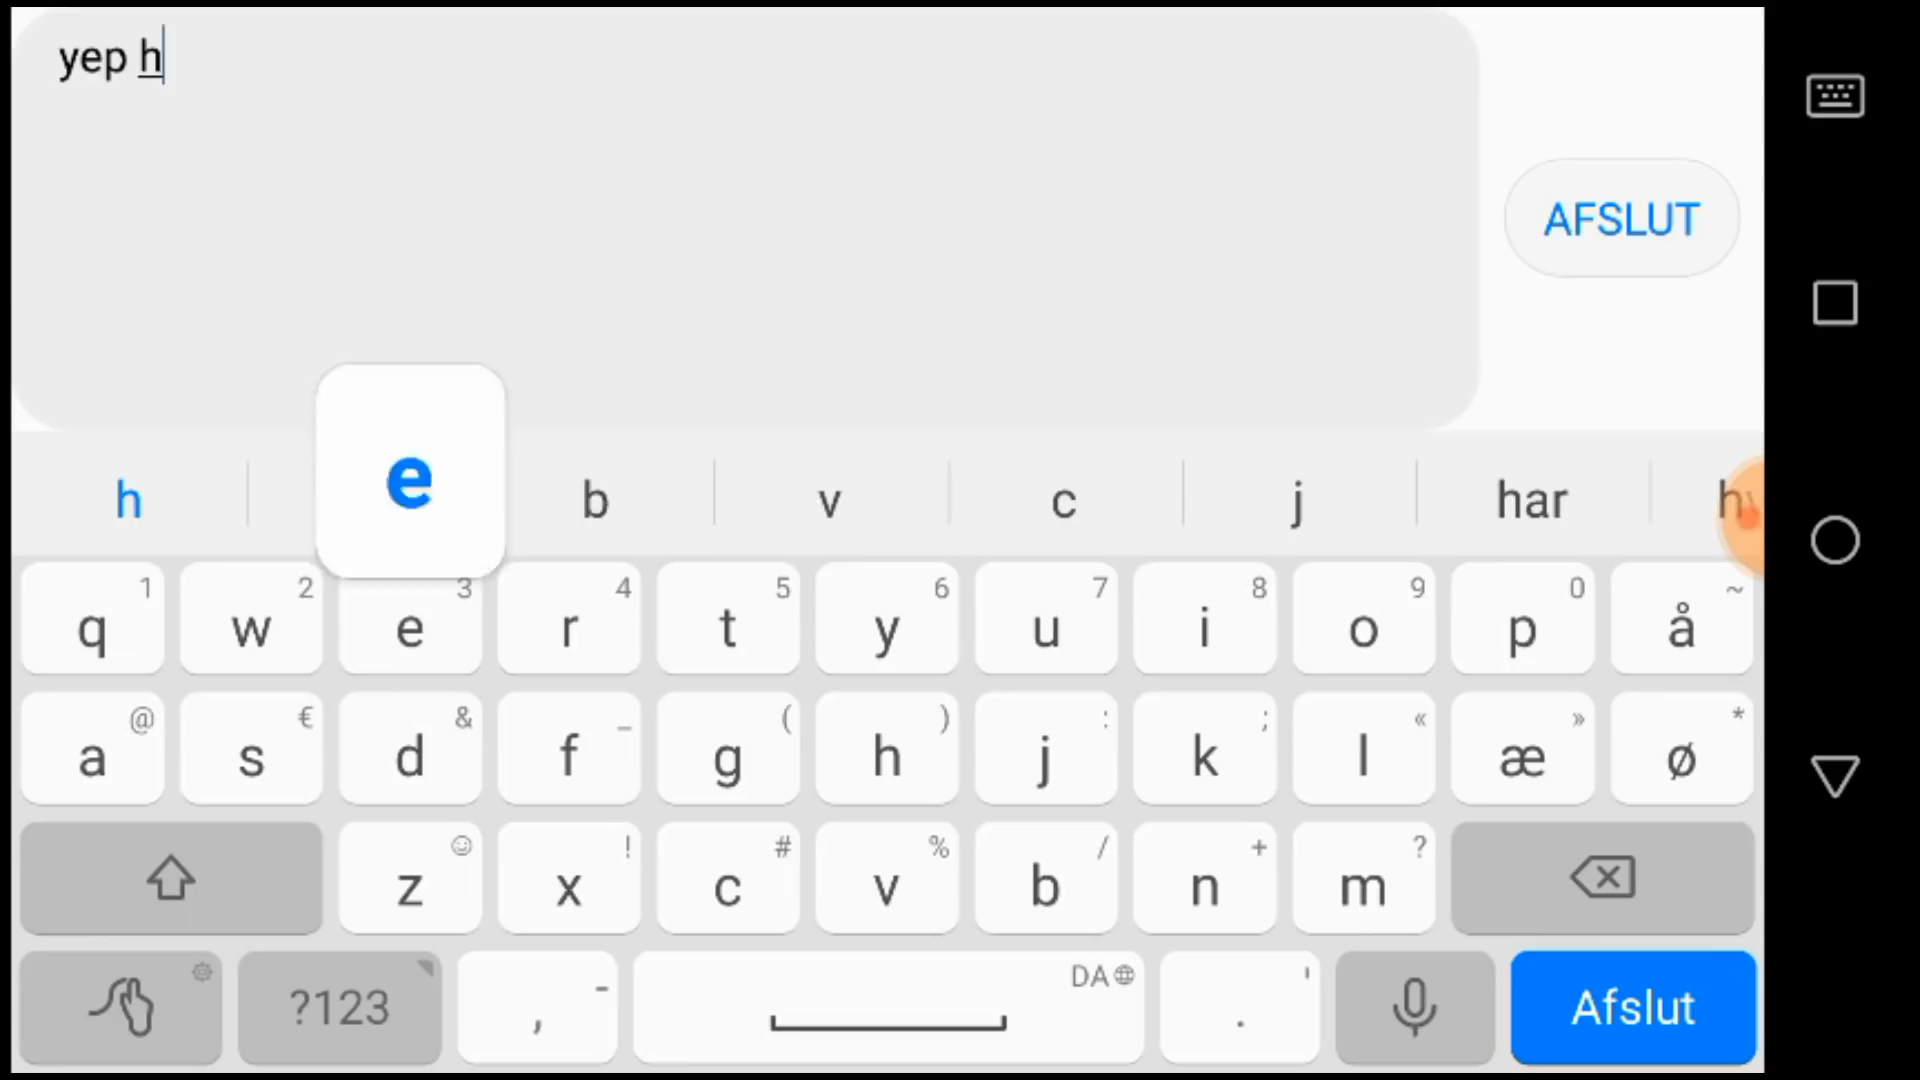 yep h
AFSLUT
e
h b v c j har h
1 2 3 4 5 6 7 8 9 0 ~
q w e r t y u i o p å
@ € & _ ( ) : ; « » *
a s d f g h j k l æ ø
! # % / + ?
z x c v b n m
- DA '
?123 , . Afslut